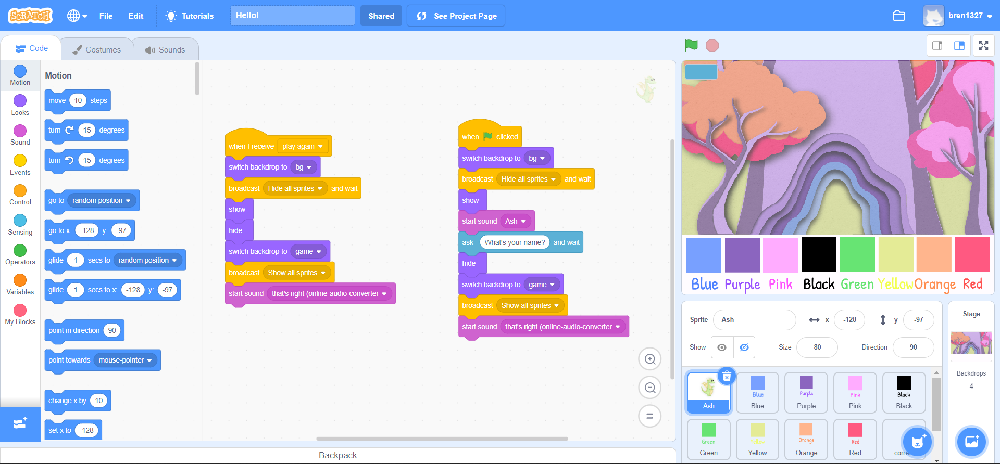 SCRATCH
File
Edit
Tutorials
Hello!
Shared
See Project Page
bren1327
Code
Costumes
Sounds
Motion
Looks
Sound
Events
Control
Sensing
Operators
Variables
My Blocks
Motion
move 10 steps
turn 15 degrees
turn 15 degrees
go to random position
go to x: -128 y: -97
glide 1 secs to random position
glide 1 secs to x: -128 y: -97
point in direction 90
point towards mouse-pointer
change x by 10
set x to -128
when I receive play again
switch backdrop to bg
broadcast Hide all sprites and wait
show
hide
switch backdrop to game
broadcast Show all sprites
start sound that's right (online-audio-converter
when clicked
switch backdrop to bg
broadcast Hide all sprites and wait
show
start sound Ash
ask What's your name? and wait
hide
switch backdrop to game
broadcast Show all sprites
start sound that's right (online-audio-converter
Backpack
Blue Purple Pink Black Green Yellow Orange Red
Sprite Ash x -128 y -97
Show Size 80 Direction 90
Stage
Backdrops
4
Blue Purple Pink Black
Ash Blue Purple Pink Black
Green Yellow Orange Red
Green Yellow Orange Red